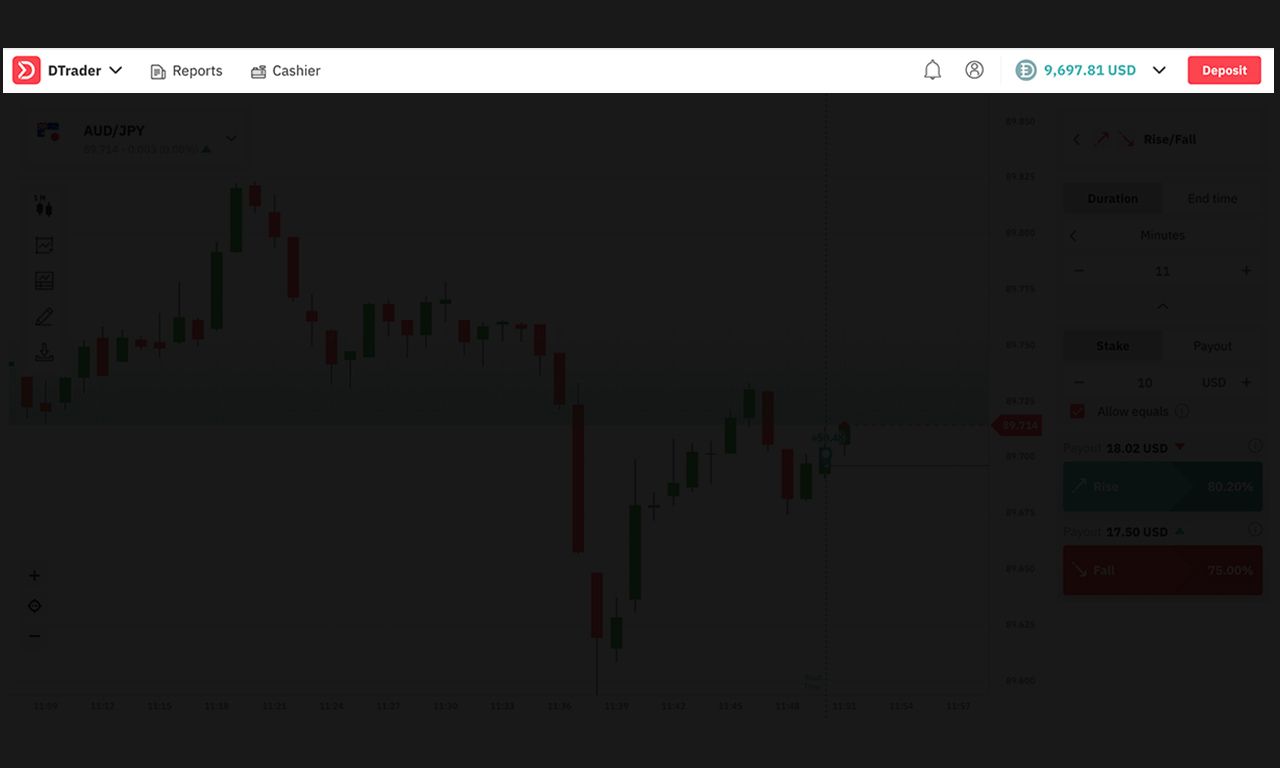 DTrader Reports Cashier 9,697.81 USD Deposit
AUD/JPY
89.714 - 0.003 (0.00%)
1 M
89.850
89.825
89.800
89.775
89.750
89.725
89.714
89.700
89.675
89.650
89.625
89.600
11:09 11:12 11:15 11:18 11:21 11:24 11:27 11:30 11:33 11:36 11:39 11:42 11:45 11:48 11:51 11:54 11:57
Rise/Fall
Duration End time
Minutes
− 11 +
Stake Payout
− 10 USD +
Allow equals
Payout 18.02 USD
Rise 80.20%
Payout 17.50 USD
Fall 75.00%